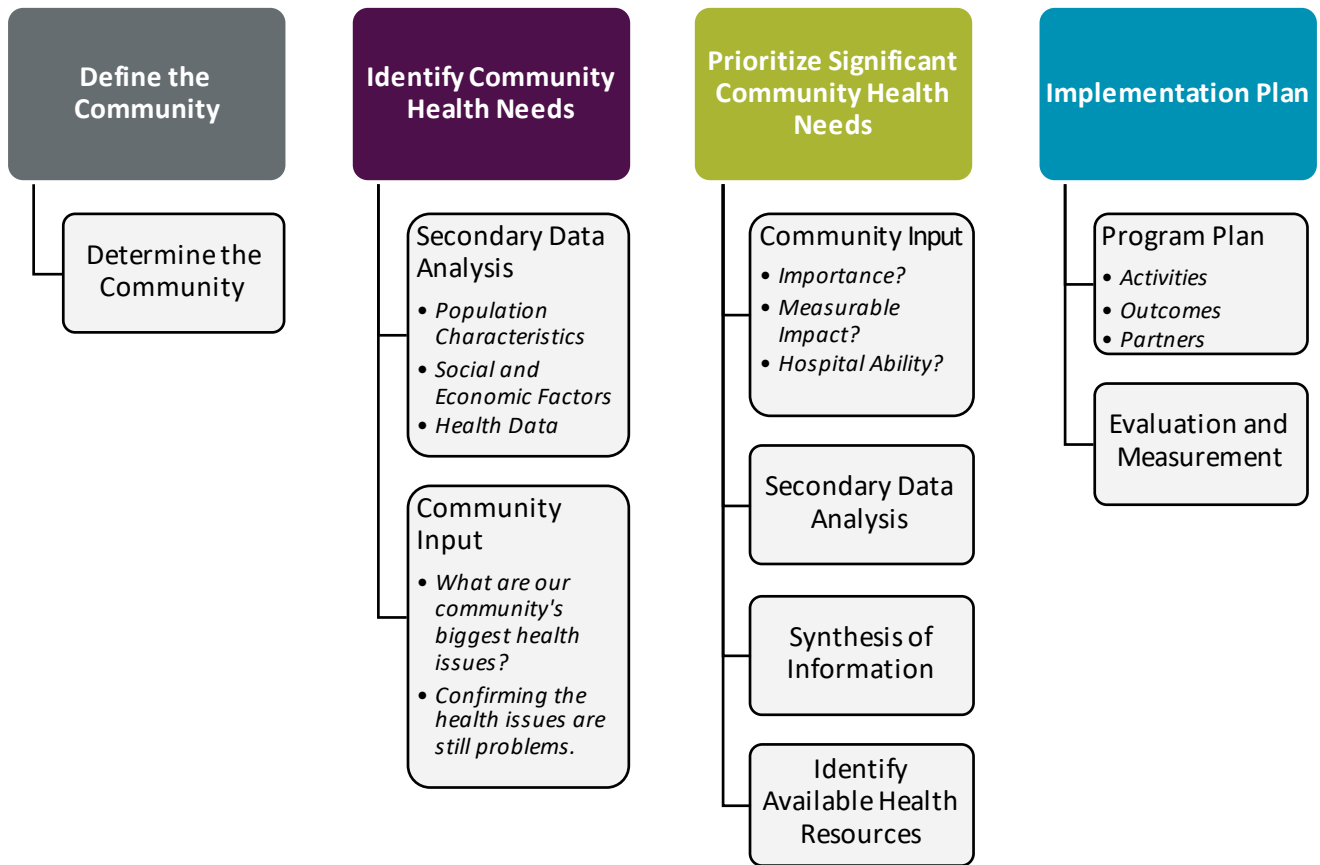 Define the
Community
Determine the
Community
Identify Community
Health Needs
Secondary Data
Analysis
• Population
Characteristics
• Social and
Economic Factors
• Health Data
Community
Input
• What are our
community's
biggest health
issues?
• Confirming the
health issues are
still problems.
Prioritize Significant
Community Health
Needs
Community Input
• Importance?
• Measurable
Impact?
• Hospital Ability?
Secondary Data
Analysis
Synthesis of
Information
Identify
Available Health
Resources
Implementation Plan
Program Plan
• Activities
• Outcomes
• Partners
Evaluation and
Measurement